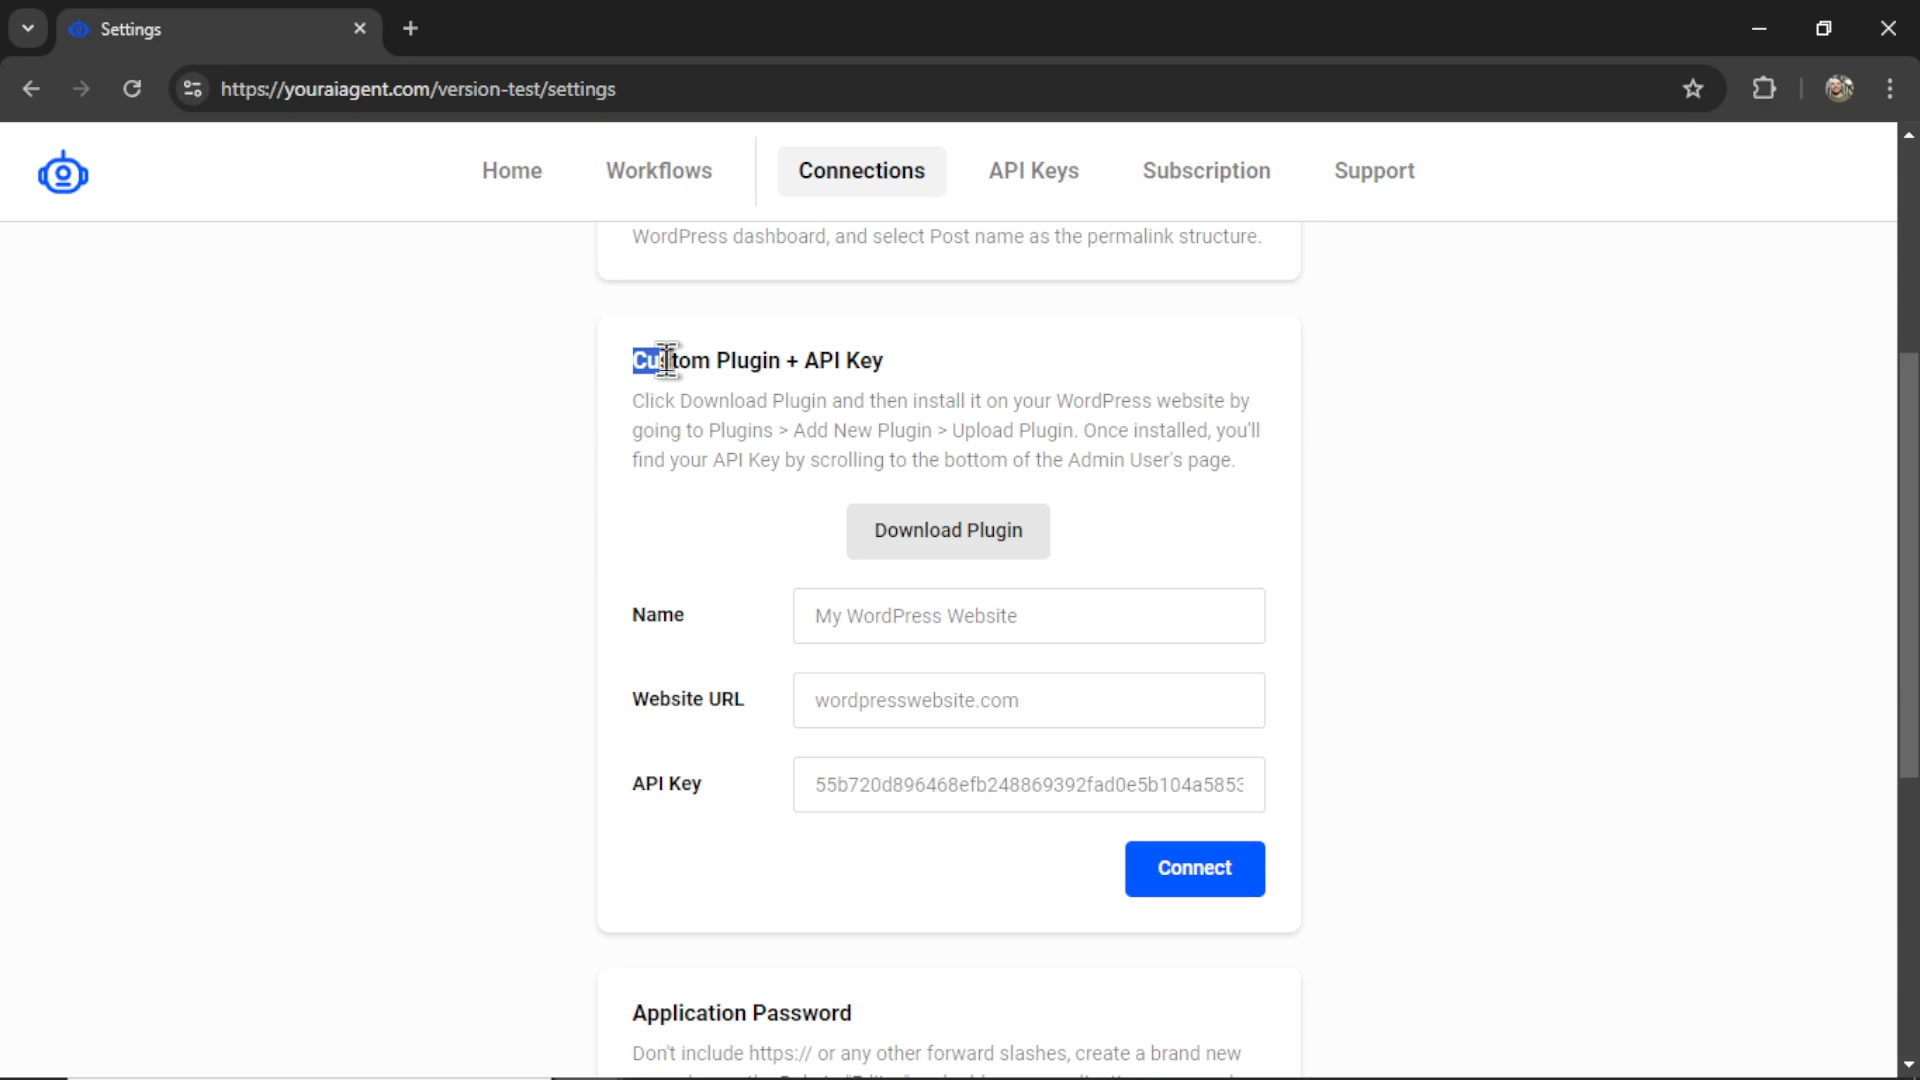 Settings
https://youraiagent.com/version-test/settings
Home
Workflows
Connections
API Keys
Subscription
Support
WordPress dashboard, and select Post name as the permalink structure.
Custom Plugin + API Key
Click Download Plugin and then install it on your WordPress website by
going to Plugins > Add New Plugin > Upload Plugin. Once installed, you'll
find your API Key by scrolling to the bottom of the Admin User's page.
Download Plugin
Name
My WordPress Website
Website URL
wordpresswebsite.com
API Key
55b720d896468efb248869392fad0e5b104a5853
Connect
Application Password
Don't include https:// or any other forward slashes, create a brand new